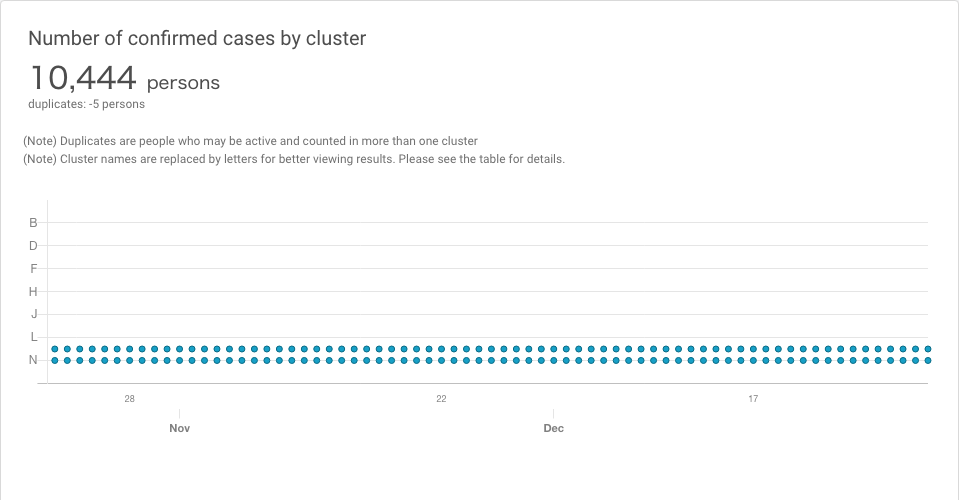 Number of confirmed cases by cluster
10,444 persons
duplicates: -5 persons
(Note) Duplicates are people who may be active and counted in more than one cluster
(Note) Cluster names are replaced by letters for better viewing results. Please see the table for details.
B
D
F
H
J
L
N
28 22 17
Nov Dec